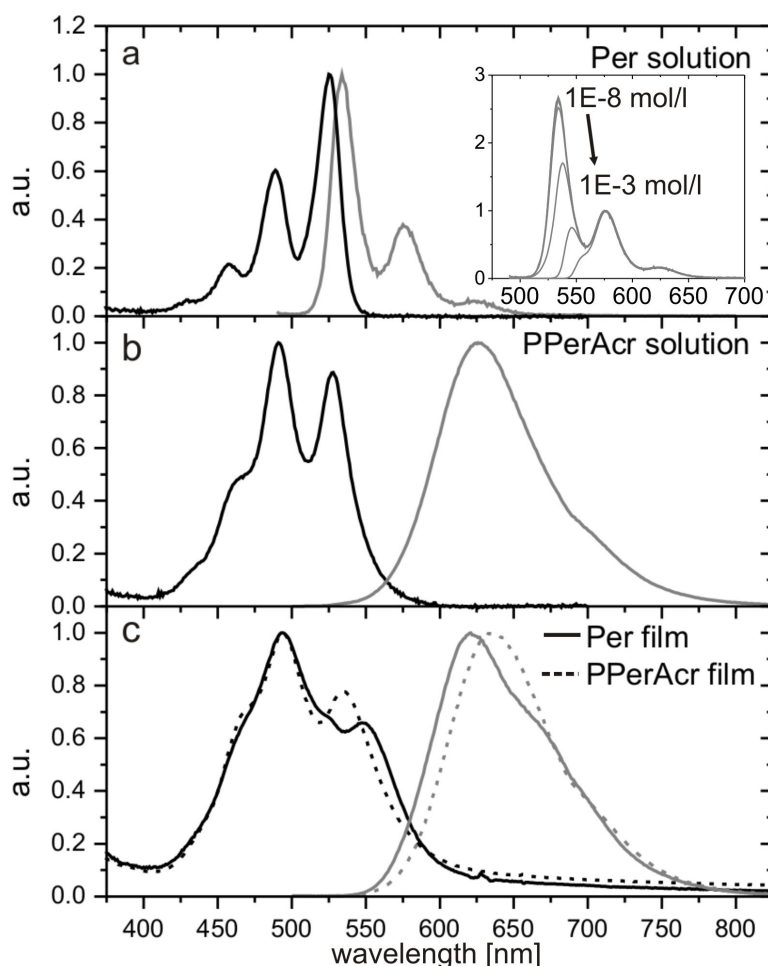 a
Per solution
1.2
1.0
0.8
0.6
0.4
0.2
0.0
a.u.
3
2
1
0
1E-8 mol/l
1E-3 mol/l
500 550 600 650 700
b
PPerAcr solution
1.0
0.8
0.6
0.4
0.2
0.0
a.u.
c
Per film
PPerAcr film
1.0
0.8
0.6
0.4
0.2
0.0
a.u.
400 450 500 550 600 650 700 750 800
wavelength [nm]